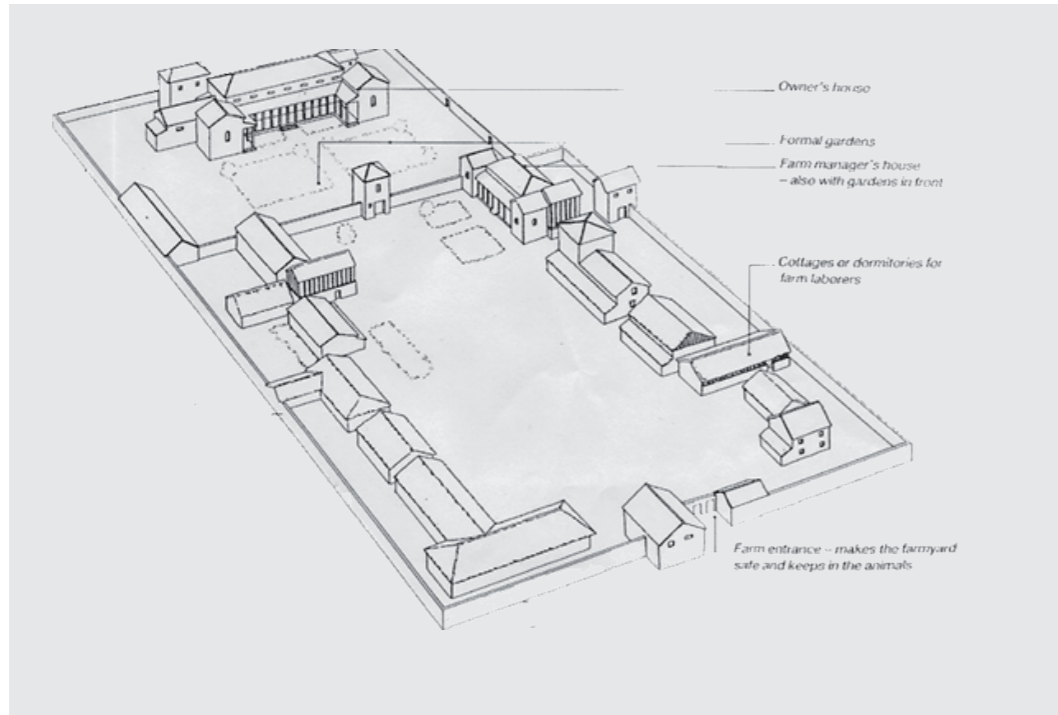 Owner's house
Formal gardens
Farm manager's house
– also with gardens in front
Cottages or dormitories for
farm laborers
Farm entrance – makes the farmyard
safe and keeps in the animals